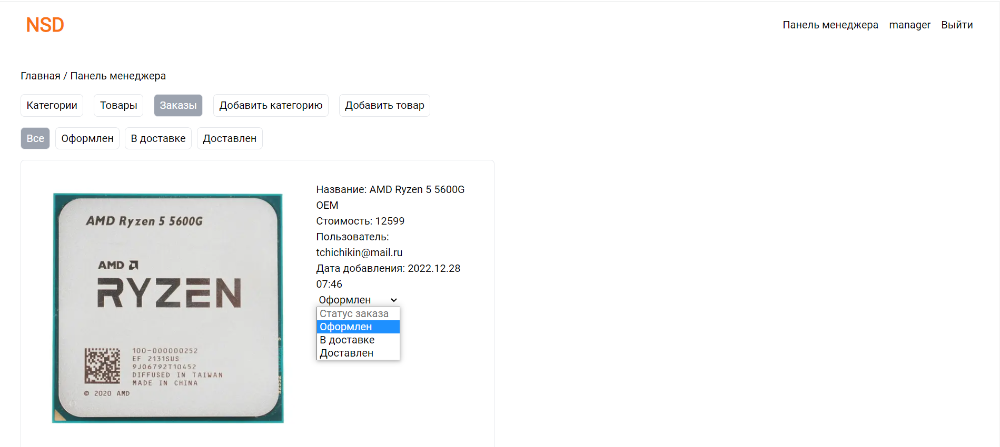 NSD
Панель менеджера manager Выйти
Главная / Панель менеджера
Категории Товары Заказы Добавить категорию Добавить товар
Все Оформлен В доставке Доставлен
AMD Ryzen 5 5600G
AMD
RYZEN
100-000000252
EF 2131SUS
9J06792T10452
DIFFUSED IN TAIWAN
MADE IN CHINA
© 2020 AMD
Название: AMD Ryzen 5 5600G
OEM
Стоимость: 12599
Пользователь:
tchichikin@mail.ru
Дата добавления: 2022.12.28
07:46
Оформлен
Статус заказа
Оформлен
В доставке
Доставлен